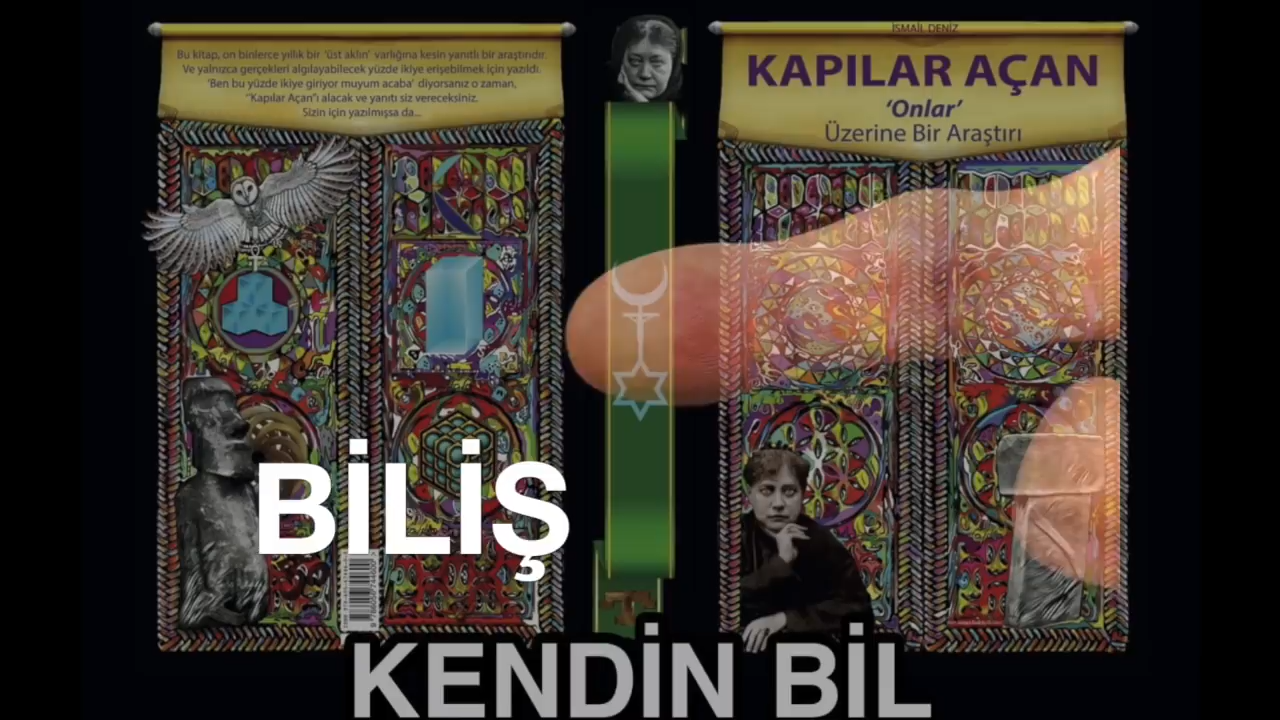 Bu kitap, on binlerce yıllık bir 'üst aklın' varlığına kesin yanıtlı bir araştırıdır.
Ve yalnızca gerçekleri algılayabilecek yüzde ikiye erişebilmek için yazıldı.
'Ben bu yüzde ikiye giriyor muyum acaba' diyorsanız o zaman,
"Kapılar Açan"ı alacak ve yanıtı siz vereceksiniz.
Sizin için yazılmışsa da...
İSMAİL DENİZ
KAPILAR AÇAN
'Onlar'
Üzerine Bir Araştırı
BİLİŞ
KENDİN BİL